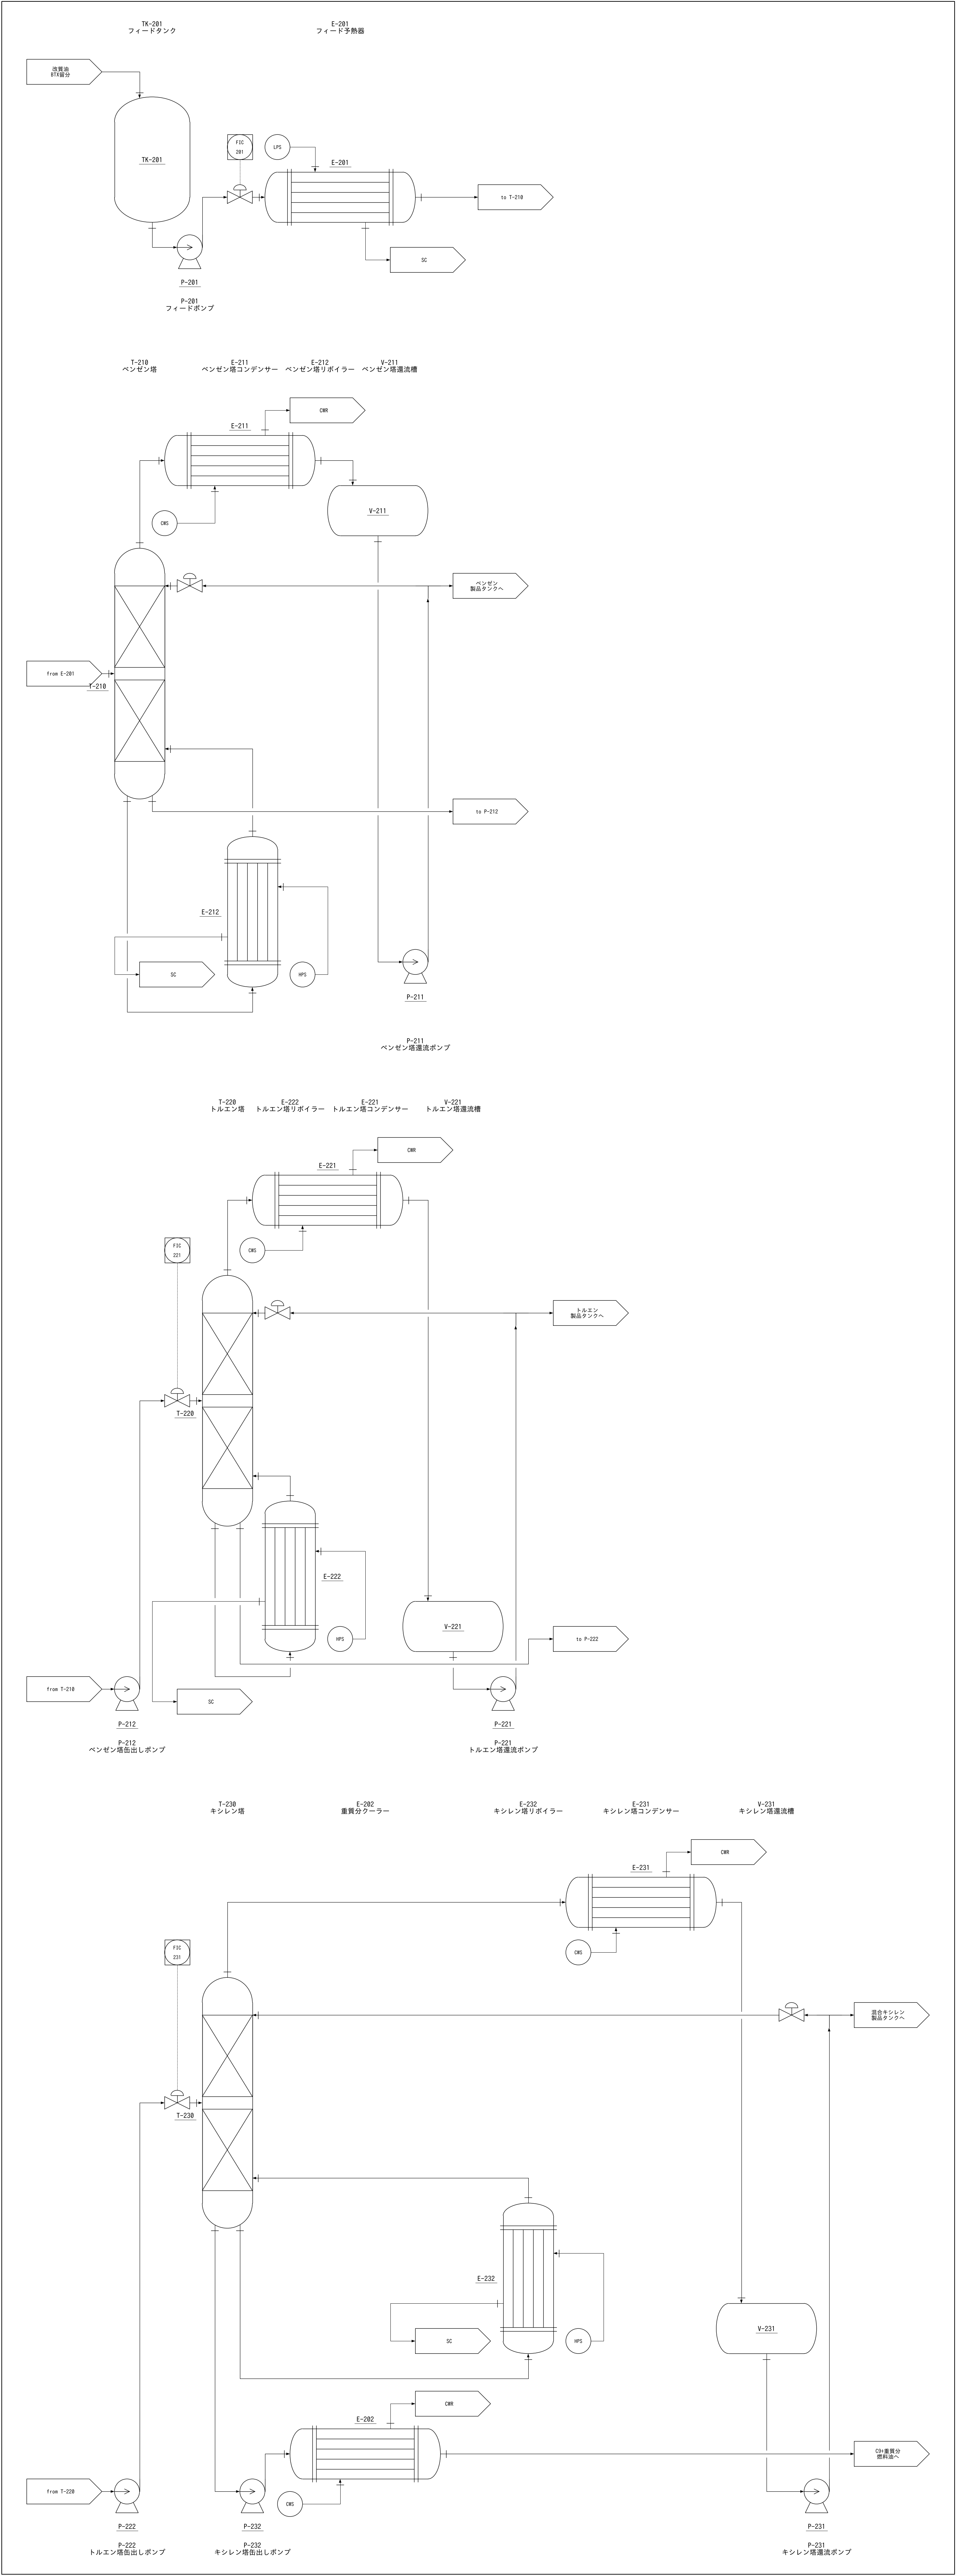 TK-201
フィードタンク
E-201
フィード予熱器
改質油
BTX留分
TK-201
FIC
201
LPS
E-201
to T-210
SC
P-201
P-201
フィードポンプ
T-210
ベンゼン塔
E-211
ベンゼン塔コンデンサー
E-212
ベンゼン塔リボイラー
V-211
ベンゼン塔還流槽
CWR
E-211
V-211
CWS
ベンゼン
製品タンクへ
from E-201
T-210
to P-212
E-212
SC
HPS
P-211
P-211
ベンゼン塔還流ポンプ
T-220
トルエン塔
E-222
トルエン塔リボイラー
E-221
トルエン塔コンデンサー
V-221
トルエン塔還流槽
CWR
E-221
FIC
221
CWS
トルエン
製品タンクへ
T-220
E-222
V-221
HPS
to P-222
from T-210
SC
P-212
P-221
P-212
ベンゼン塔缶出しポンプ
P-221
トルエン塔還流ポンプ
T-230
キシレン塔
E-202
重質分クーラー
E-232
キシレン塔リボイラー
E-231
キシレン塔コンデンサー
V-231
キシレン塔還流槽
CWR
E-231
FIC
231
CWS
混合キシレン
製品タンクへ
T-230
E-232
V-231
SC
HPS
CWR
E-202
C9+重質分
燃料油へ
from T-220
CWS
P-222
P-232
P-231
P-222
トルエン塔缶出しポンプ
P-232
キシレン塔缶出しポンプ
P-231
キシレン塔還流ポンプ